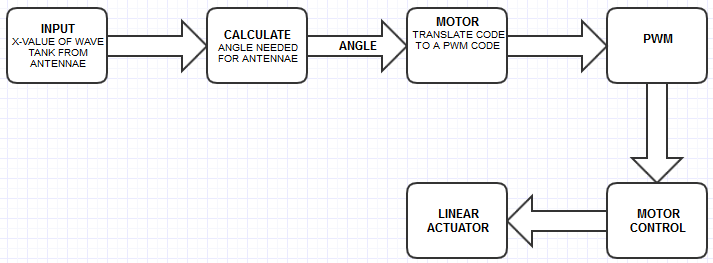 INPUT
X-VALUE OF WAVE
TANK FROM
ANTENNAE
CALCULATE
ANGLE NEEDED
FOR ANTENNAE
ANGLE
MOTOR
TRANSLATE CODE
TO A PWM CODE
PWM
MOTOR
CONTROL
LINEAR
ACTUATOR